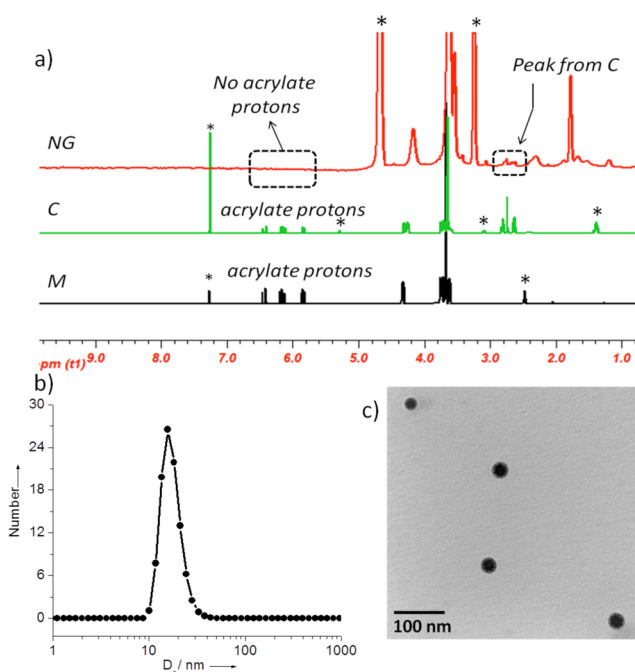 a)
* *
No acrylate
protons
Peak from C
NG
*
C
acrylate protons
* * *
M
*
acrylate protons
*
9.0 8.0 7.0 6.0 5.0 4.0 3.0 2.0 1.0
pm (t1)
b)
c)
30
24
18
12
6
0
Number
1 10 100 1000
/ nm
100 nm